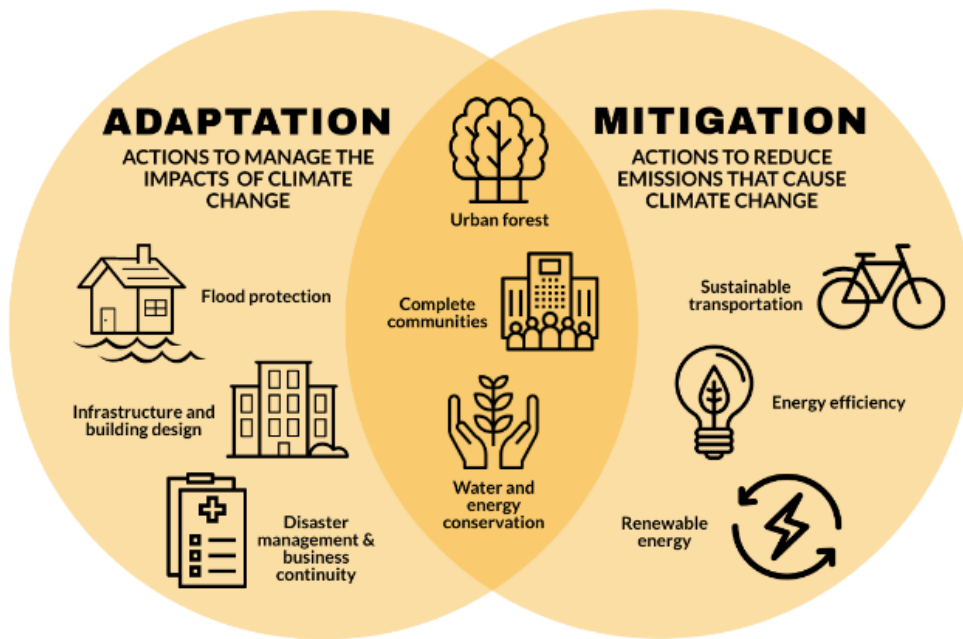 ADAPTATION
ACTIONS TO MANAGE THE
IMPACTS OF CLIMATE
CHANGE
Flood protection
Infrastructure and
building design
Disaster
management &
business
continuity
Urban forest
Complete
communities
Water and
energy
conservation
MITIGATION
ACTIONS TO REDUCE
EMISSIONS THAT CAUSE
CLIMATE CHANGE
Sustainable
transportation
Energy efficiency
Renewable
energy